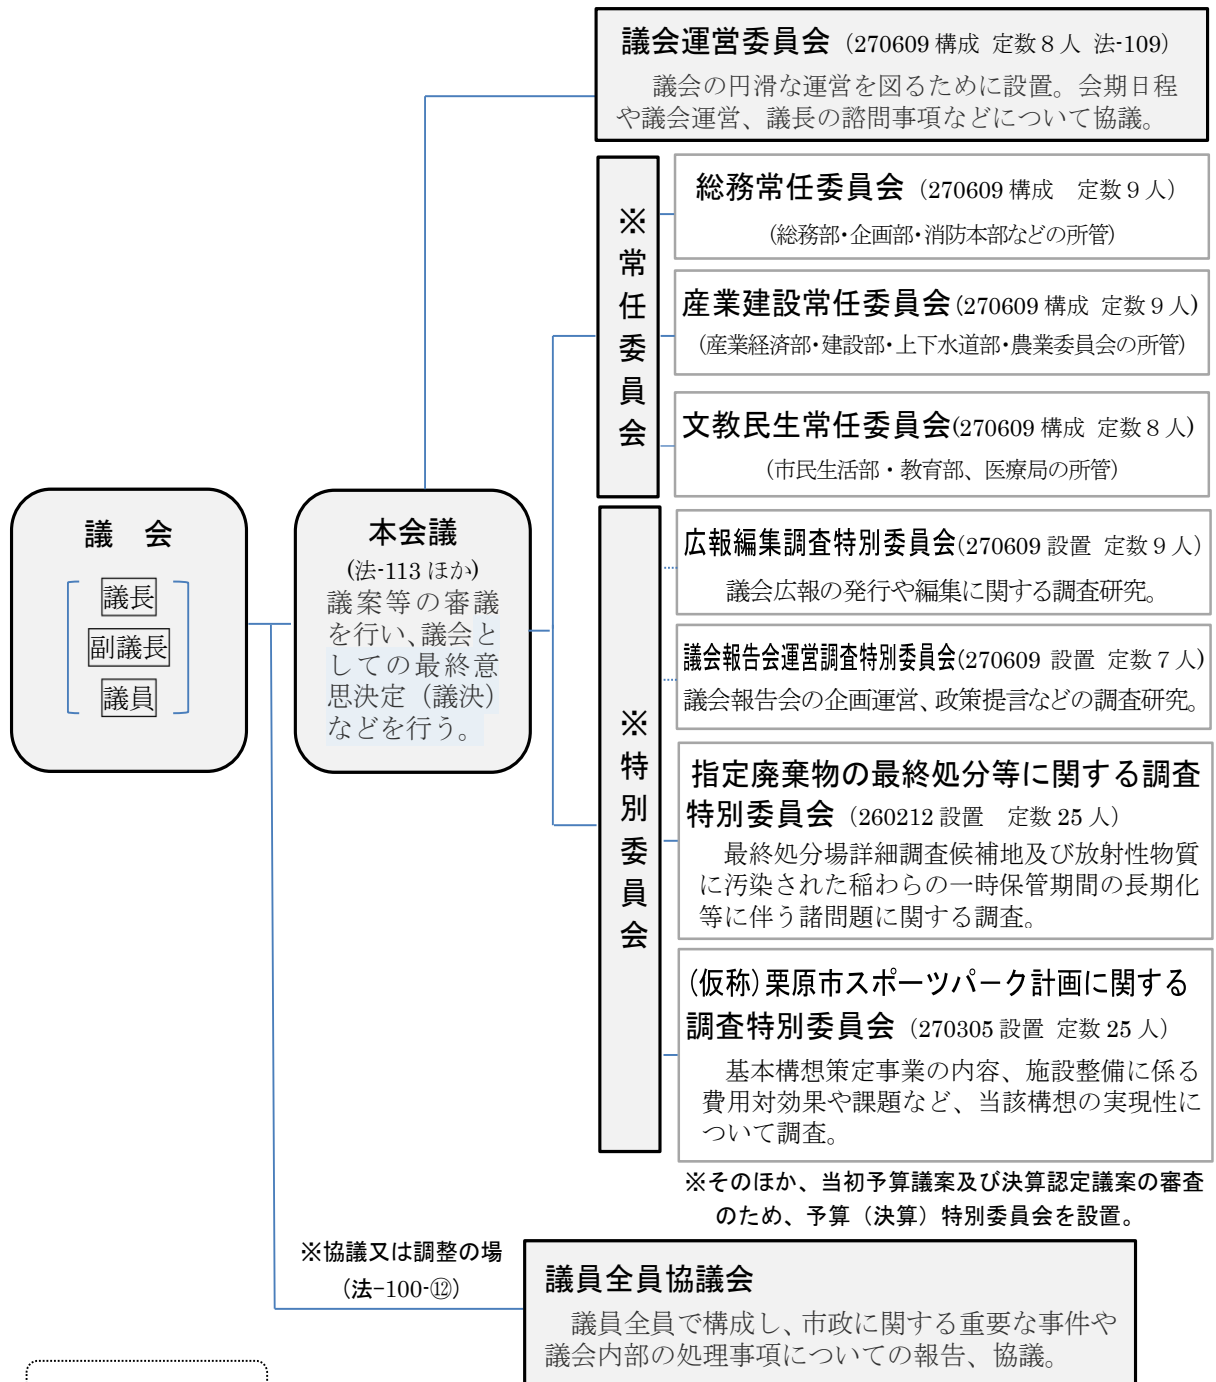 議会運営委員会（270609 構成 定数８人 法-109）
議会の円滑な運営を図るために設置。会期日程
や議会運営、議長の諮問事項などについて協議。
※常任委員会
総務常任委員会（270609 構成　定数９人）
（総務部・企画部・消防本部などの所管）
産業建設常任委員会（270609 構成 定数９人）
（産業経済部・建設部・上下水道部・農業委員会の所管）
文教民生常任委員会（270609 構成 定数８人）
（市民生活部・教育部、医療局の所管）
議　会
議長
副議長
議員
本会議
（法-113 ほか）
議案等の審議
を行い、議会と
しての最終意
思決定（議決）
などを行う。
※特別委員会
広報編集調査特別委員会（270609 設置 定数９人）
議会広報の発行や編集に関する調査研究。
議会報告会運営調査特別委員会（270609 設置 定数７人）
議会報告会の企画運営、政策提言などの調査研究。
指定廃棄物の最終処分等に関する調査
特別委員会（260212 設置　定数 25 人）
最終処分場詳細調査候補地及び放射性物質
に汚染された稲わらの一時保管期間の長期化
等に伴う諸問題に関する調査。
（仮称）栗原市スポーツパーク計画に関する
調査特別委員会（270305 設置 定数 25 人）
基本構想策定事業の内容、施設整備に係る
費用対効果や課題など、当該構想の実現性に
ついて調査。
※そのほか、当初予算議案及び決算認定議案の審査
のため、予算（決算）特別委員会を設置。
※協議又は調整の場
（法-100-⑫）
議員全員協議会
議員全員で構成し、市政に関する重要な事件や
議会内部の処理事項についての報告、協議。